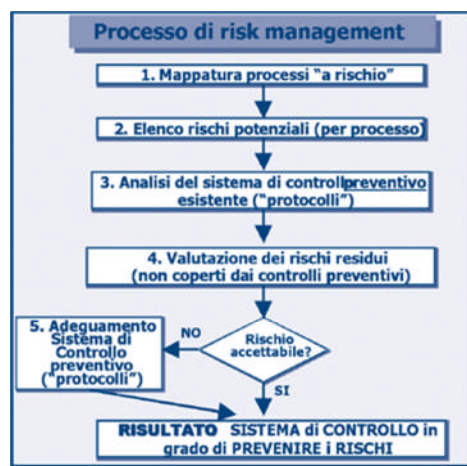 Processo di risk management
1. Mappatura processi “a rischio”
2. Elenco rischi potenziali (per processo)
3. Analisi del sistema di controllo preventivo
esistente (“protocolli”)
4. Valutazione dei rischi residui
(non coperti dai controlli preventivi)
5. Adeguamento
Sistema di
Controllo
preventivo
(“protocolli”)
NO
Rischio
accettabile?
SI
RISULTATO SISTEMA di CONTROLLO in
grado di PREVENIRE i RISCHI